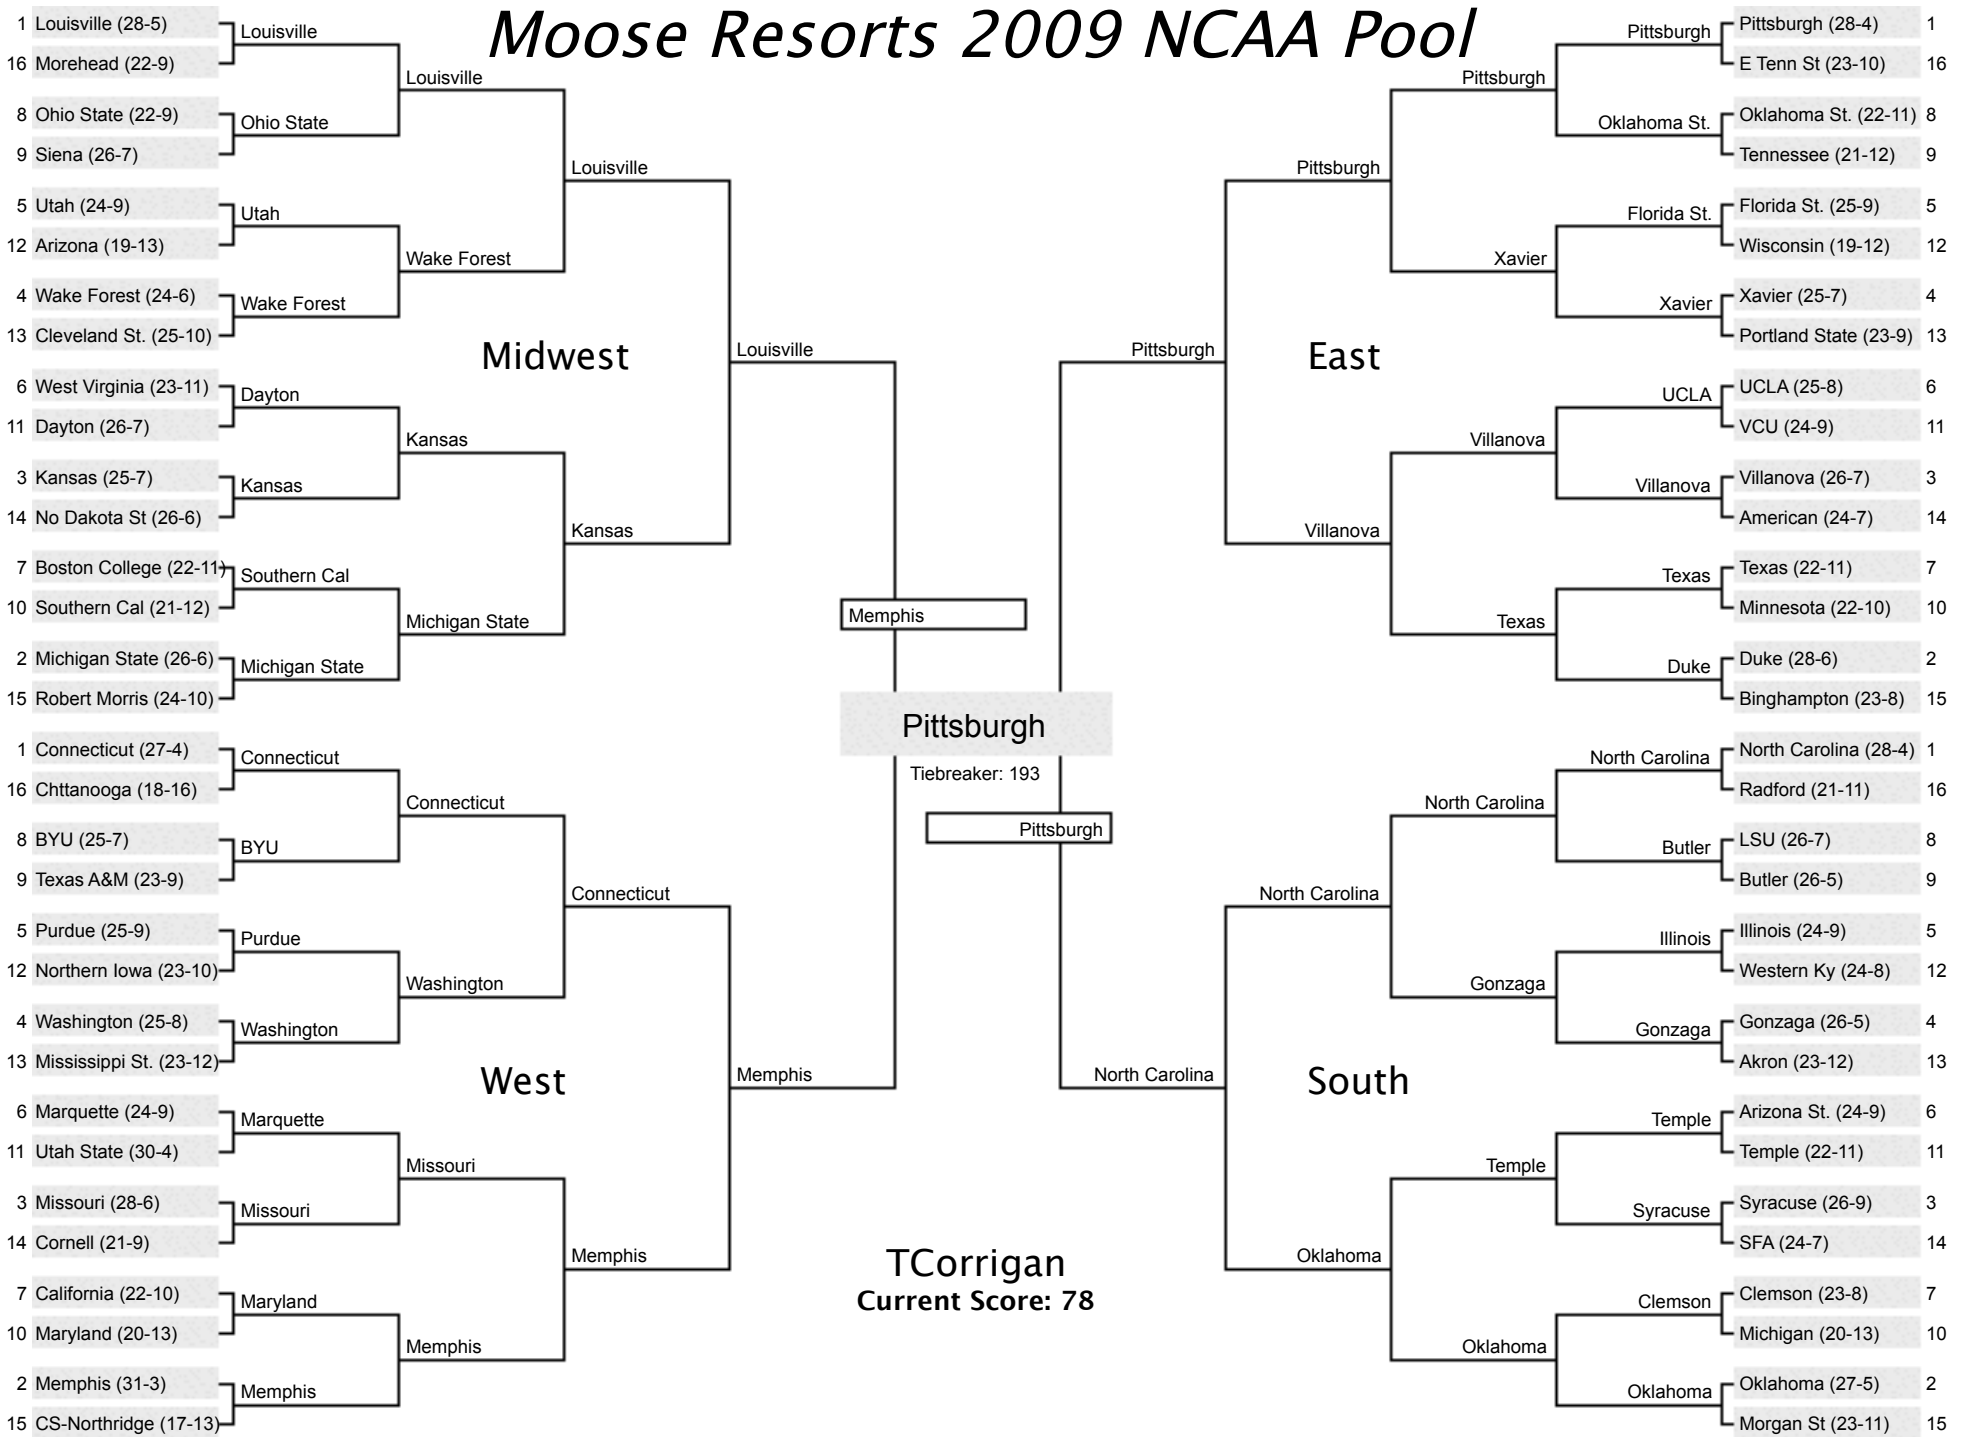 Moose Resorts 2009 NCAA Pool
1 Louisville (28-5)
16 Morehead (22-9)
8 Ohio State (22-9)
9 Siena (26-7)
5 Utah (24-9)
12 Arizona (19-13)
4 Wake Forest (24-6)
13 Cleveland St. (25-10)
6 West Virginia (23-11)
11 Dayton (26-7)
3 Kansas (25-7)
14 No Dakota St (26-6)
7 Boston College (22-11)
10 Southern Cal (21-12)
2 Michigan State (26-6)
15 Robert Morris (24-10)
Louisville
Ohio State
Utah
Wake Forest
Dayton
Kansas
Southern Cal
Michigan State
Louisville
Wake Forest
Kansas
Michigan State
Louisville
Kansas
Midwest
Louisville
1 Connecticut (27-4)
16 Chttanooga (18-16)
8 BYU (25-7)
9 Texas A&M (23-9)
5 Purdue (25-9)
12 Northern Iowa (23-10)
4 Washington (25-8)
13 Mississippi St. (23-12)
6 Marquette (24-9)
11 Utah State (30-4)
3 Missouri (28-6)
14 Cornell (21-9)
7 California (22-10)
10 Maryland (20-13)
2 Memphis (31-3)
15 CS-Northridge (17-13)
Connecticut
BYU
Purdue
Washington
Marquette
Missouri
Maryland
Memphis
Connecticut
Washington
Missouri
Memphis
Connecticut
Memphis
West
Memphis
Memphis
Pittsburgh
Tiebreaker: 193
Pittsburgh
TCorrigan
Current Score: 78
Pittsburgh (28-4) 1
E Tenn St (23-10) 16
Oklahoma St. (22-11) 8
Tennessee (21-12) 9
Florida St. (25-9) 5
Wisconsin (19-12) 12
Xavier (25-7) 4
Portland State (23-9) 13
UCLA (25-8) 6
VCU (24-9) 11
Villanova (26-7) 3
American (24-7) 14
Texas (22-11) 7
Minnesota (22-10) 10
Duke (28-6) 2
Binghampton (23-8) 15
Pittsburgh
Oklahoma St.
Florida St.
Xavier
UCLA
Villanova
Texas
Duke
Pittsburgh
Xavier
Villanova
Texas
Pittsburgh
Villanova
East
Pittsburgh
North Carolina (28-4) 1
Radford (21-11) 16
LSU (26-7) 8
Butler (26-5) 9
Illinois (24-9) 5
Western Ky (24-8) 12
Gonzaga (26-5) 4
Akron (23-12) 13
Arizona St. (24-9) 6
Temple (22-11) 11
Syracuse (26-9) 3
SFA (24-7) 14
Clemson (23-8) 7
Michigan (20-13) 10
Oklahoma (27-5) 2
Morgan St (23-11) 15
North Carolina
Butler
Illinois
Gonzaga
Temple
Syracuse
Clemson
Oklahoma
North Carolina
Gonzaga
Temple
Oklahoma
North Carolina
Oklahoma
South
North Carolina